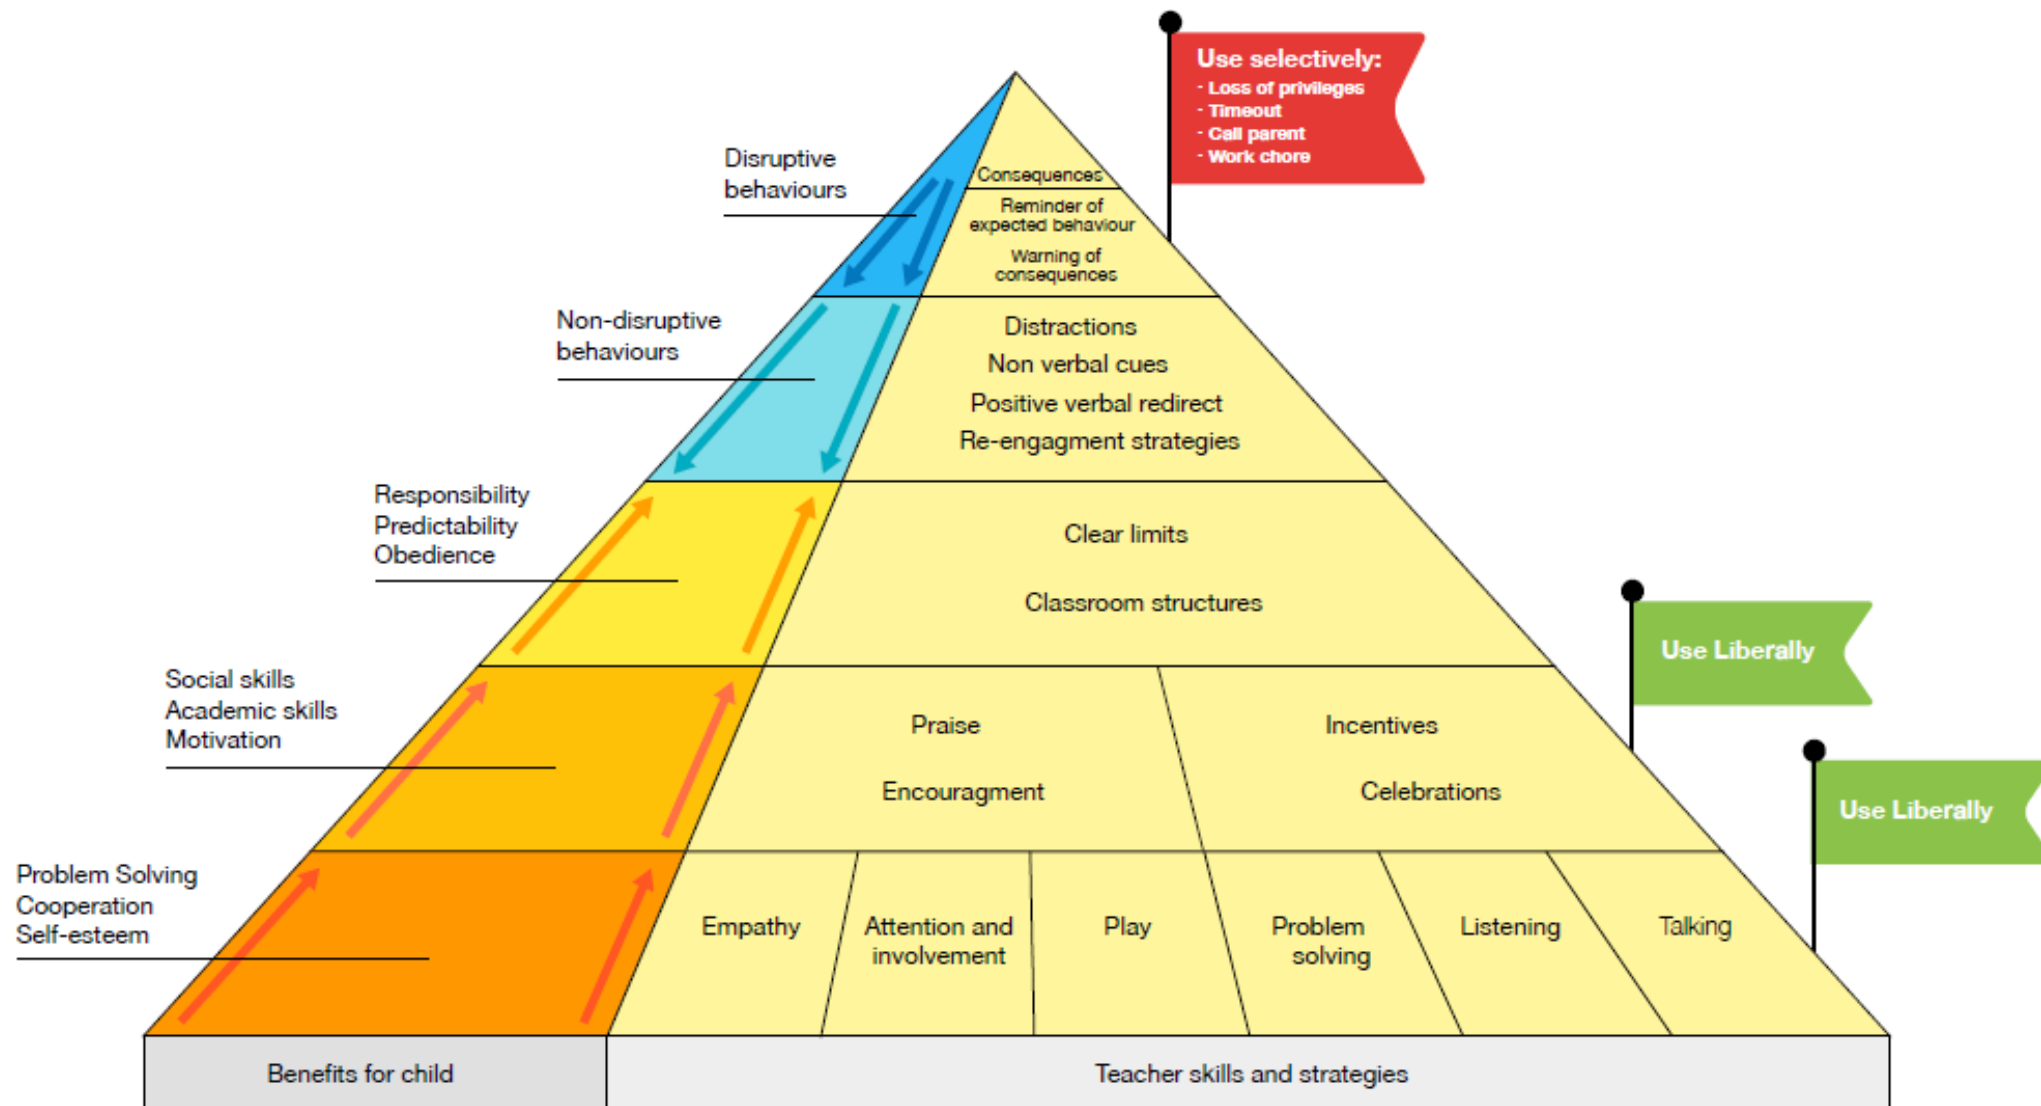 Use selectively:
- Loss of privileges
- Timeout
- Call parent
- Work chore
Disruptive
behaviours
Consequences
Reminder of
expected behaviour
Warning of
consequences
Non-disruptive
behaviours
Distractions
Non verbal cues
Positive verbal redirect
Re-engagment strategies
Responsibility
Predictability
Obedience
Clear limits
Classroom structures
Use Liberally
Social skills
Academic skills
Motivation
Praise
Encouragment
Incentives
Celebrations
Use Liberally
Problem Solving
Cooperation
Self-esteem
Empathy
Attention and
involvement
Play
Problem
solving
Listening
Talking
Benefits for child
Teacher skills and strategies